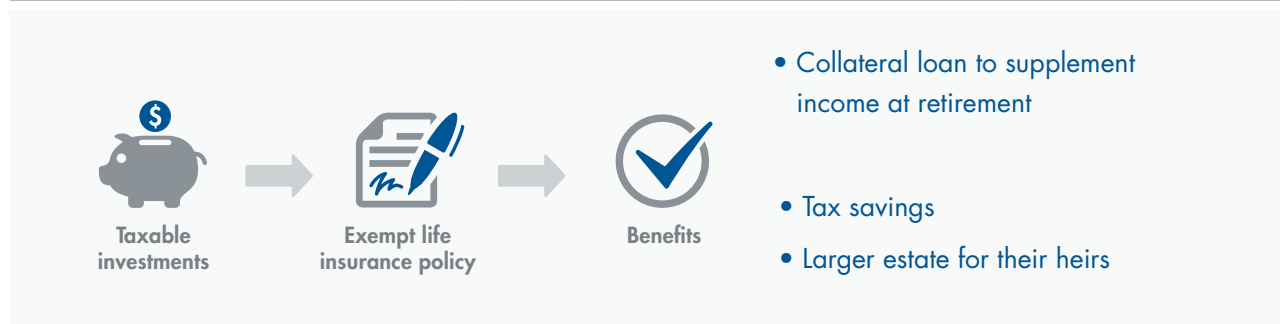 $
Taxable
investments
Exempt life
insurance policy
Benefits
• Collateral loan to supplement
income at retirement
• Tax savings
• Larger estate for their heirs